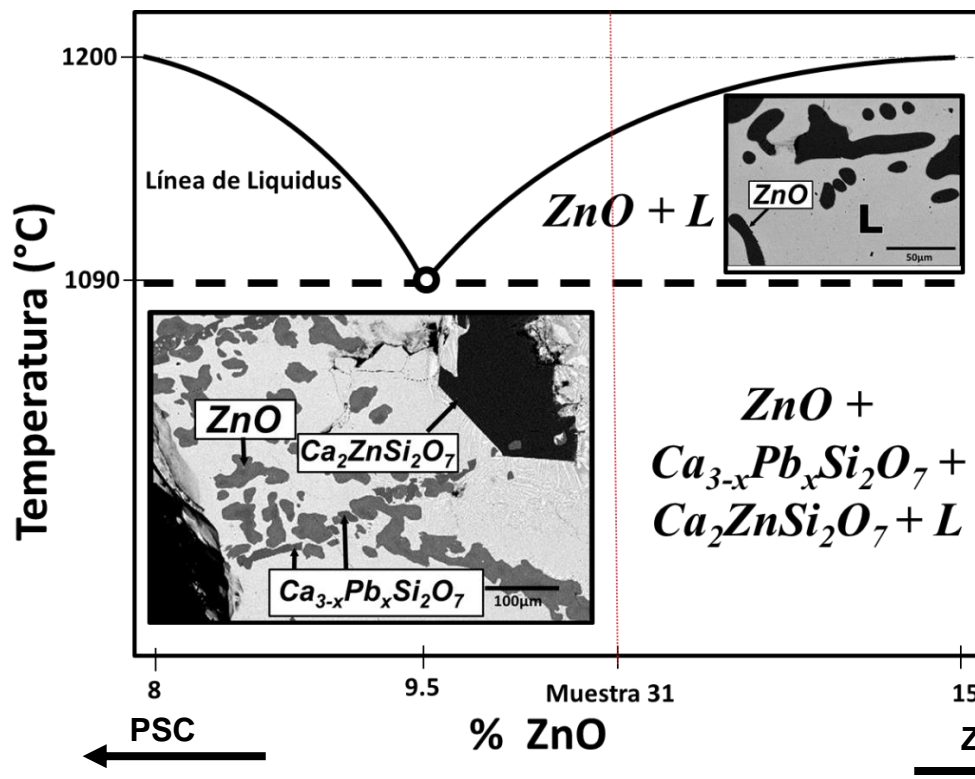 1200
Línea de Liquidus
ZnO
L
50μm
ZnO + L
1090
Temperatura (°C)
ZnO
Ca2ZnSi2O7
Ca3-xPbxSi2O7
100μm
ZnO +
Ca3-xPbxSi2O7 +
Ca2ZnSi2O7 + L
8
9.5
Muestra 31
15
PSC
% ZnO
Z